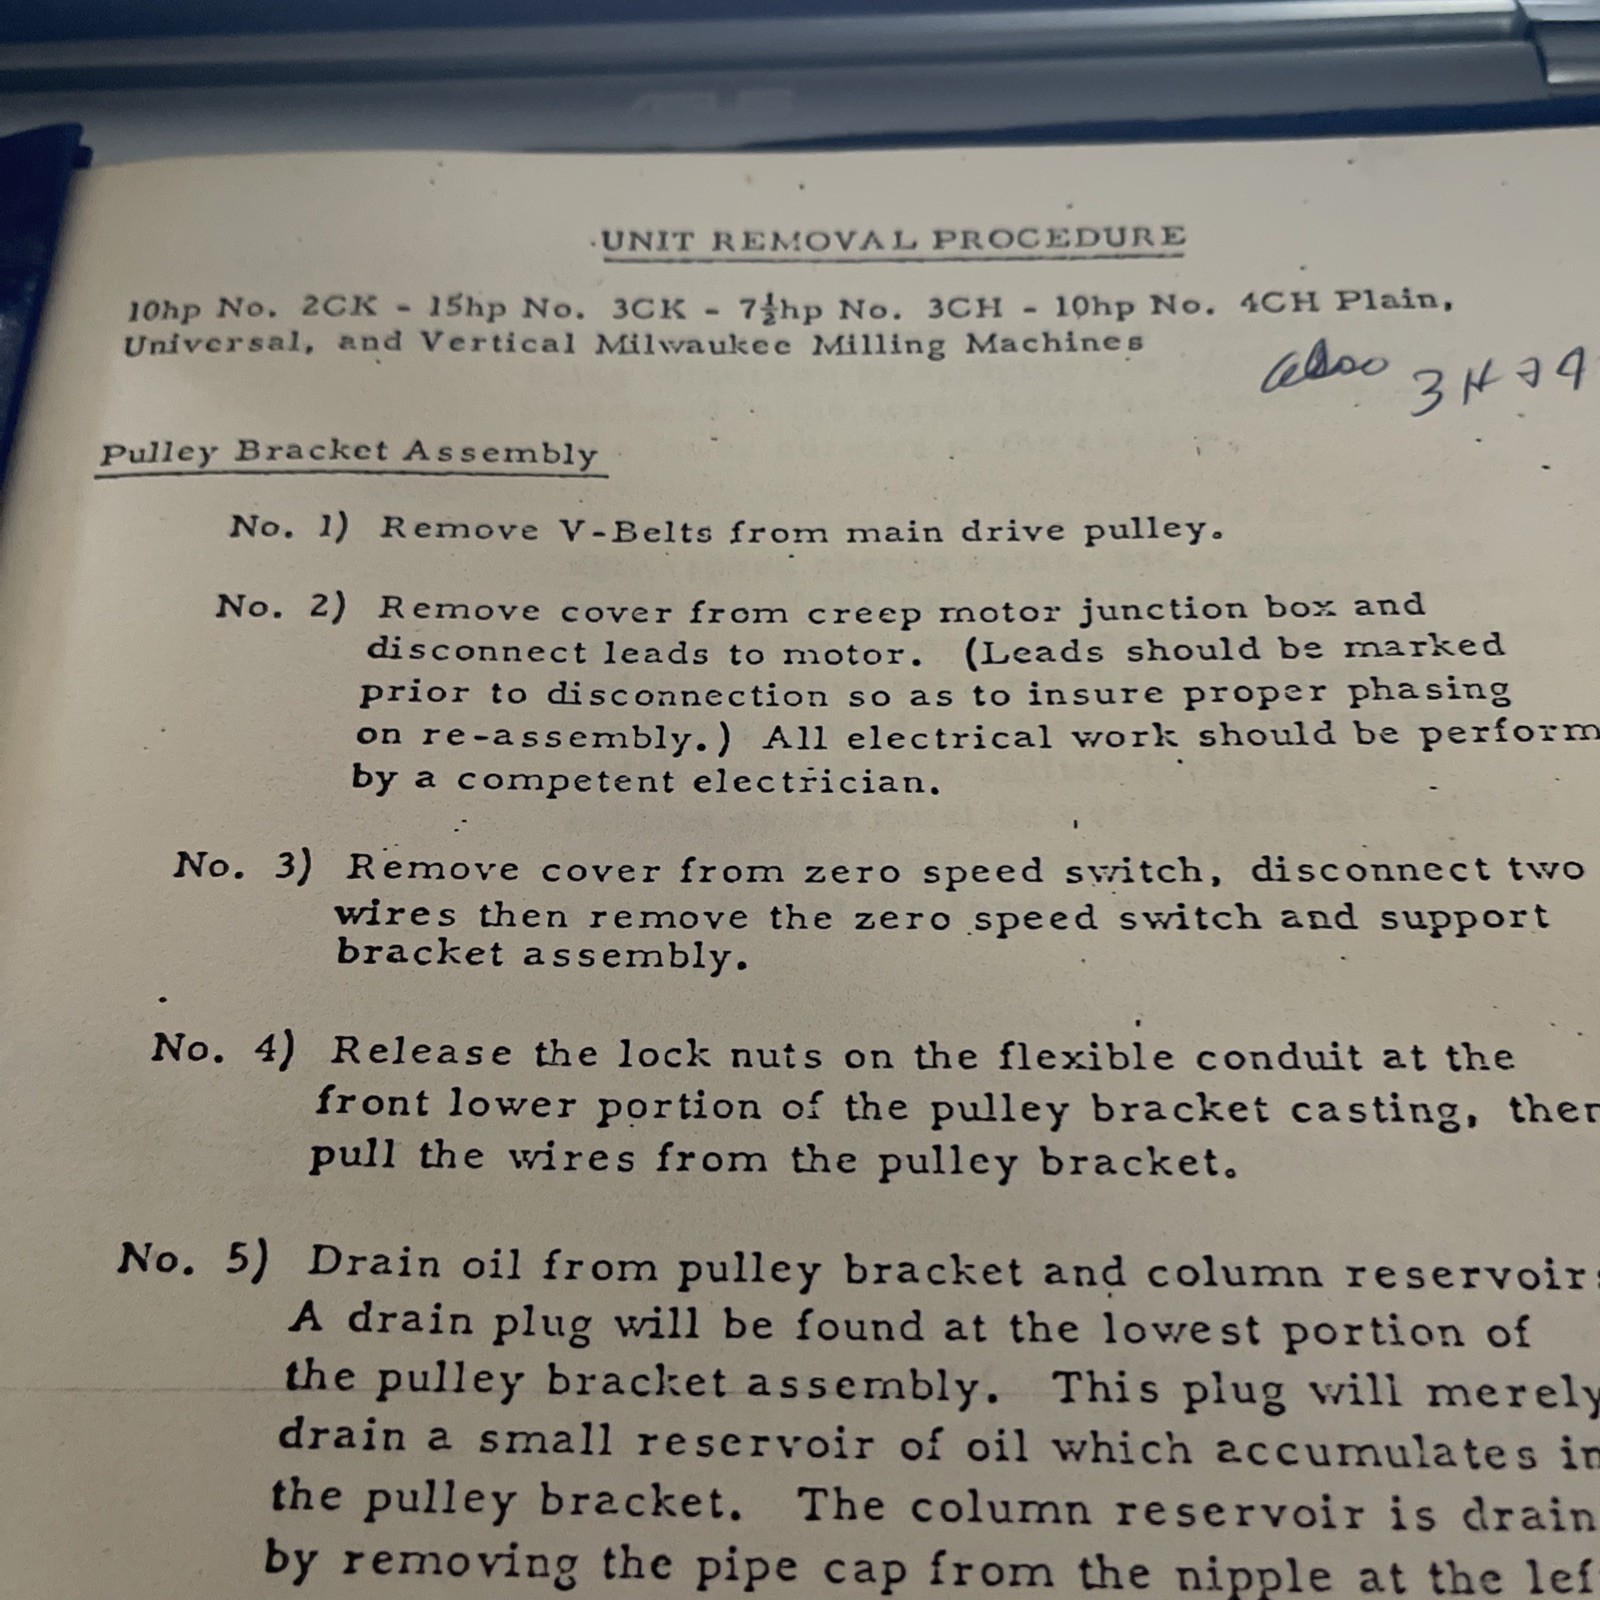 UNIT REMOVAL PROCEDURE
10hp No. 2CK - 15hp No. 3CK - 7½hp No. 3CH - 10hp No. 4CH Plain,
Universal, and Vertical Milwaukee Milling Machines
also 3H
Pulley Bracket Assembly
No. 1) Remove V-Belts from main drive pulley.
No. 2) Remove cover from creep motor junction box and
disconnect leads to motor. (Leads should be marked
prior to disconnection so as to insure proper phasing
on re-assembly.) All electrical work should be perform
by a competent electrician.
No. 3) Remove cover from zero speed switch, disconnect two
wires then remove the zero speed switch and support
bracket assembly.
No. 4) Release the lock nuts on the flexible conduit at the
front lower portion of the pulley bracket casting, then
pull the wires from the pulley bracket.
No. 5) Drain oil from pulley bracket and column reservoir
A drain plug will be found at the lowest portion of
the pulley bracket assembly. This plug will merely
drain a small reservoir of oil which accumulates in
the pulley bracket. The column reservoir is drain
by removing the pipe cap from the nipple at the lef